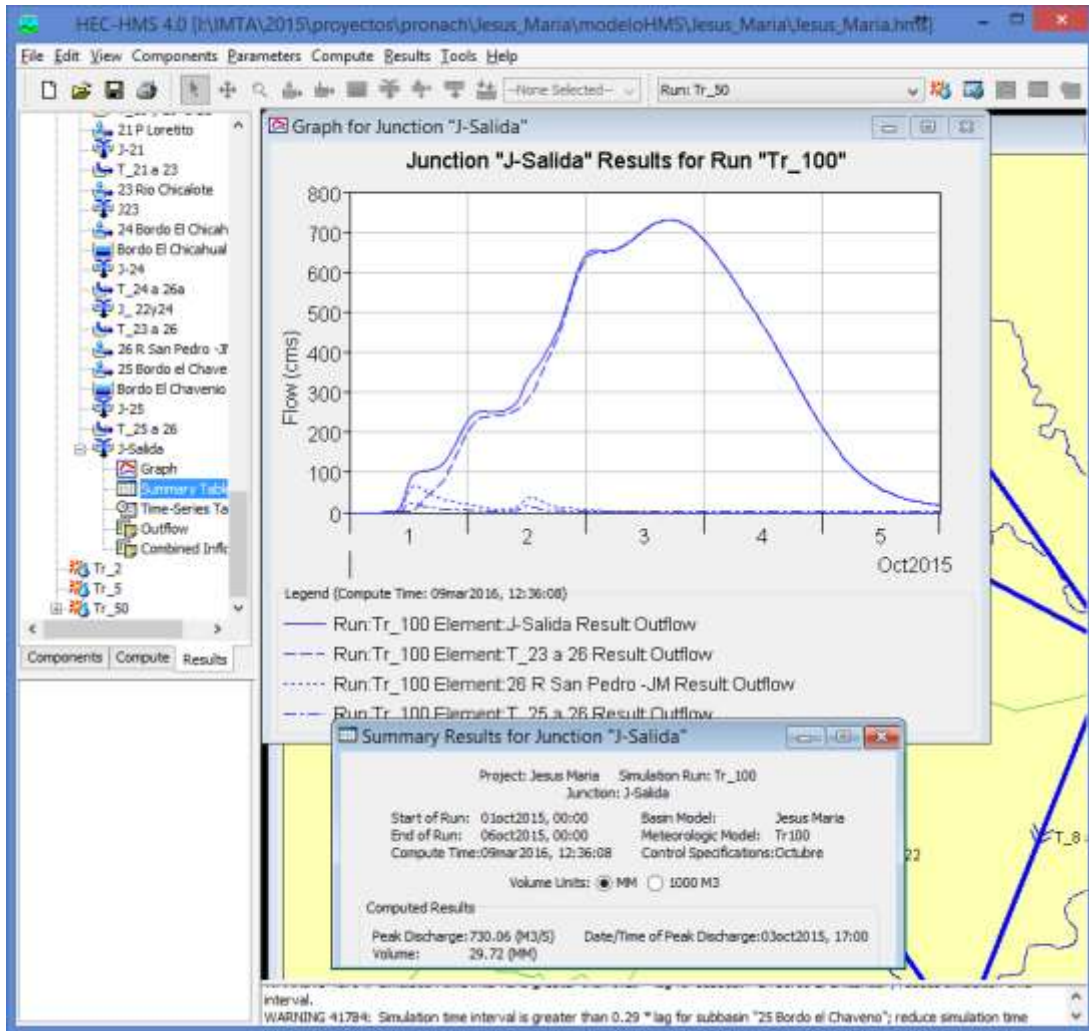 HEC-HMS 4.0 [I:\IMTA\2015\proyectos\pronach\Jesus_Maria\modeloHMS\Jesus_Maria\Jesus_Maria.hms]
File Edit View Components Parameters Compute Results Tools Help
--None Selected-- Run: Tr_50
21 P Loretito
J-21
T_21 a 23
23 Rio Chicalote
J23
24 Bordo El Chicah
Bordo El Chicahual
J-24
T_24 a 26a
J_ 22y24
T_23 a 26
26 R San Pedro -JM
25 Bordo el Chave
Bordo El Chavenio
J-25
T_25 a 26
J-Salida
Graph
Summary Table
Time-Series Ta
Outflow
Combined Inflo
Tr_2
Tr_5
Tr_50
Components Compute Results
Graph for Junction "J-Salida"
Junction "J-Salida" Results for Run "Tr_100"
800
700
600
500
400
300
200
100
0
Flow (cms)
1 2 3 4 5
Oct2015
Legend (Compute Time: 09mar2016, 12:36:08)
Run:Tr_100 Element:J-Salida Result:Outflow
Run:Tr_100 Element:T_23 a 26 Result:Outflow
Run:Tr_100 Element:26 R San Pedro -JM Result:Outflow
Run:Tr_100 Element:T_25 a 26 Result:Outflow
Summary Results for Junction "J-Salida"
Project: Jesus Maria Simulation Run: Tr_100
Junction: J-Salida
Start of Run: 01oct2015, 00:00 Basin Model: Jesus Maria
End of Run: 06oct2015, 00:00 Meteorologic Model: Tr100
Compute Time:09mar2016, 12:36:08 Control Specifications:Octubre
Volume Units: MM 1000 M3
Computed Results
Peak Discharge:730.06 (M3/S) Date/Time of Peak Discharge:03oct2015, 17:00
Volume: 29.72 (MM)
T_8
22
interval.
WARNING 41784: Simulation time interval is greater than 0.29 * lag for subbasin "25 Bordo el Chaveno"; reduce simulation time